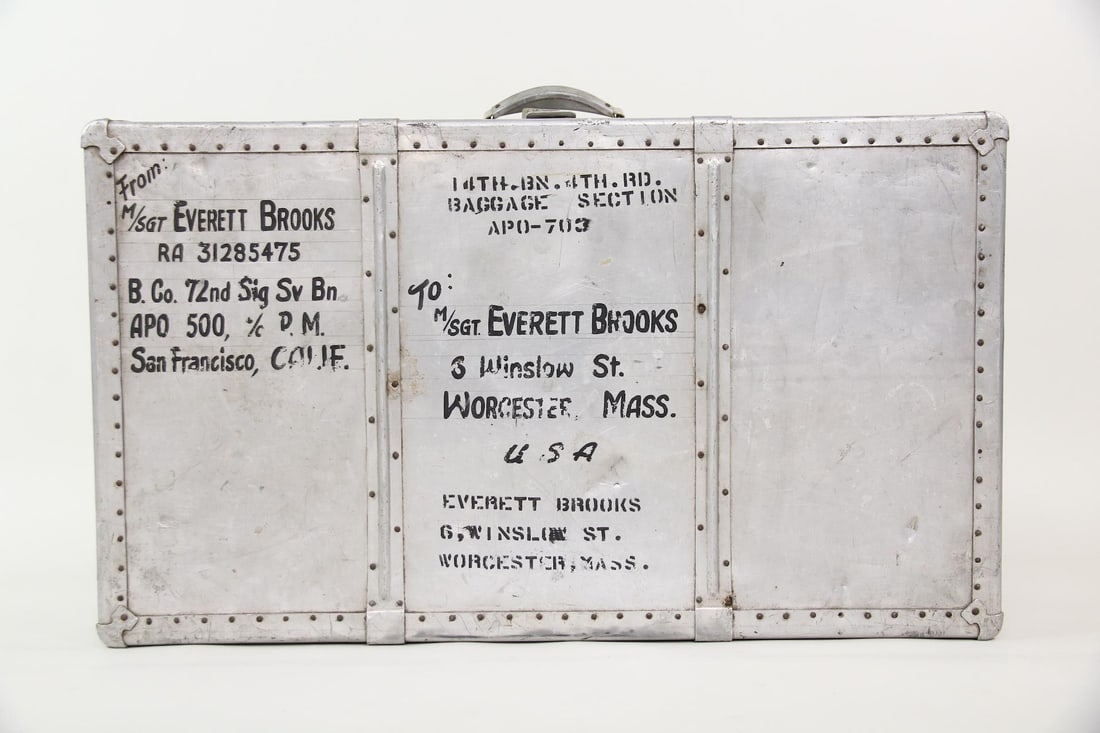 From:
M/SGT EVERETT BROOKS
RA 31285475
B. Co. 72nd Sig Sv Bn
APO 500, c/o P.M.
San Francisco, CALIF.
14TH.BN.4TH.RD.
BAGGAGE SECTION
APO-703
TO:
M/SGT. EVERETT BROOKS
6 Winslow St.
WORCESTER, MASS.
U S A
EVERETT BROOKS
6,WINSLOW ST.
WORCESTER,MASS.